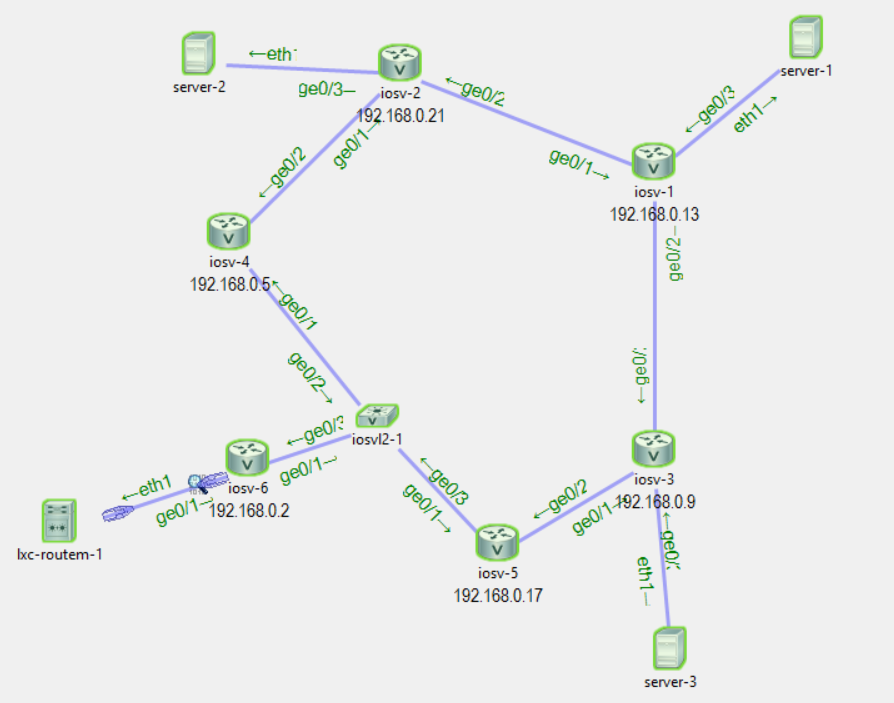 server-1
←eth1
server-2
ge0/3
iosv-2
192.168.0.21
←ge0/2
←ge0/3
eth1→
ge0/1→
ge0/1→
←ge0/2
iosv-1
192.168.0.13
ge0/2
iosv-4
192.168.0.5
←ge0/1
ge0/2→
iosvl2-1
←ge0/3
ge0/1
iosv-6
192.168.0.2
←eth1
ge0/1
lxc-routem-1
←ge0/3
ge0/1→
iosv-5
192.168.0.17
←ge0/2
ge0/1→
iosv-3
192.168.0.9
eth1
server-3